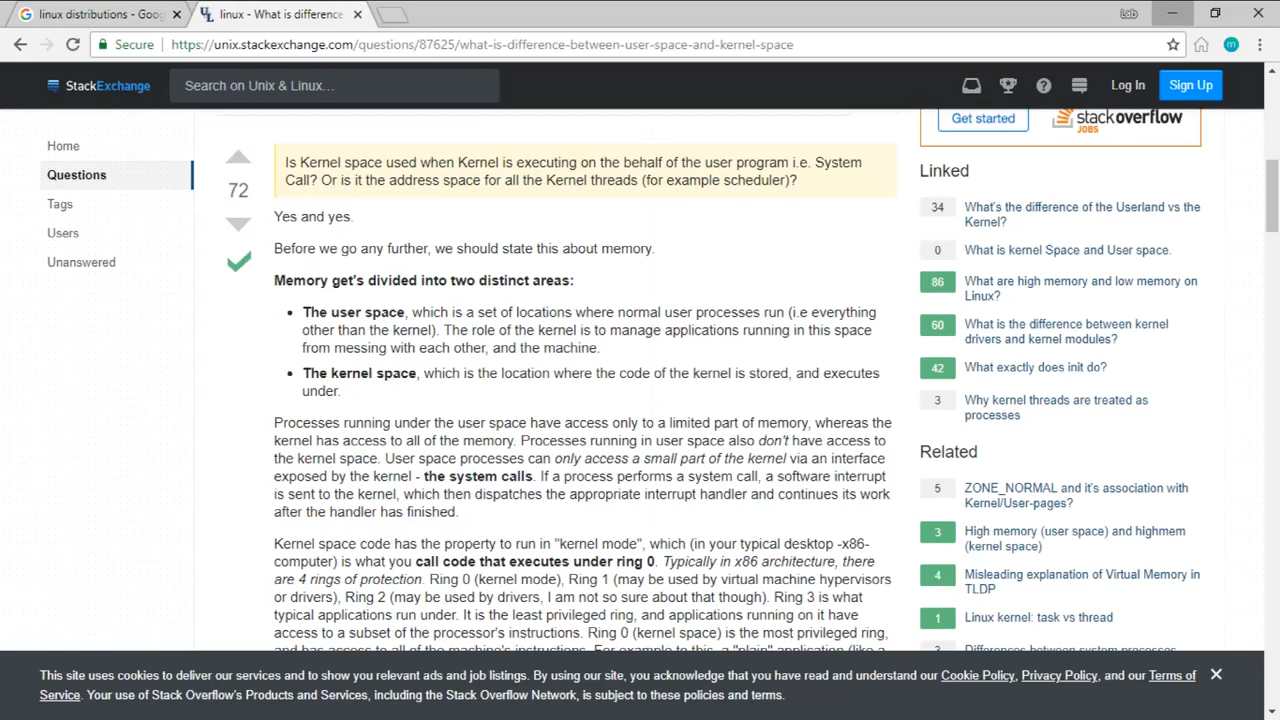 linux distributions - Goog
linux - What is difference
Lab
Secure
https://unix.stackexchange.com/questions/87625/what-is-difference-between-user-space-and-kernel-space
m
StackExchange
Search on Unix & Linux...
Log In
Sign Up
Home
Questions
Tags
Users
Unanswered
72
Is Kernel space used when Kernel is executing on the behalf of the user program i.e. System
Call? Or is it the address space for all the Kernel threads (for example scheduler)?
Yes and yes.
Before we go any further, we should state this about memory.
Memory get's divided into two distinct areas:
• The user space, which is a set of locations where normal user processes run (i.e everything
other than the kernel). The role of the kernel is to manage applications running in this space
from messing with each other, and the machine.
• The kernel space, which is the location where the code of the kernel is stored, and executes
under.
Processes running under the user space have access only to a limited part of memory, whereas the
kernel has access to all of the memory. Processes running in user space also don't have access to
the kernel space. User space processes can only access a small part of the kernel via an interface
exposed by the kernel - the system calls. If a process performs a system call, a software interrupt
is sent to the kernel, which then dispatches the appropriate interrupt handler and continues its work
after the handler has finished.
Kernel space code has the property to run in "kernel mode", which (in your typical desktop -x86-
computer) is what you call code that executes under ring 0. Typically in x86 architecture, there
are 4 rings of protection. Ring 0 (kernel mode), Ring 1 (may be used by virtual machine hypervisors
or drivers), Ring 2 (may be used by drivers, I am not so sure about that though). Ring 3 is what
typical applications run under. It is the least privileged ring, and applications running on it have
access to a subset of the processor's instructions. Ring 0 (kernel space) is the most privileged ring,
and has access to all of the machine's instructions. For example to this, a "plain" application (like a
Get started
stackoverflow
JOBS
Linked
34 What's the difference of the Userland vs the
Kernel?
0 What is kernel Space and User space.
86 What are high memory and low memory on
Linux?
60 What is the difference between kernel
drivers and kernel modules?
42 What exactly does init do?
3 Why kernel threads are treated as
processes
Related
5 ZONE_NORMAL and it's association with
Kernel/User-pages?
3 High memory (user space) and highmem
(kernel space)
4 Misleading explanation of Virtual Memory in
TLDP
1 Linux kernel: task vs thread
3 Differences between system processes,
This site uses cookies to deliver our services and to show you relevant ads and job listings. By using our site, you acknowledge that you have read and understand our Cookie Policy, Privacy Policy, and our Terms of
Service. Your use of Stack Overflow's Products and Services, including the Stack Overflow Network, is subject to these policies and terms.